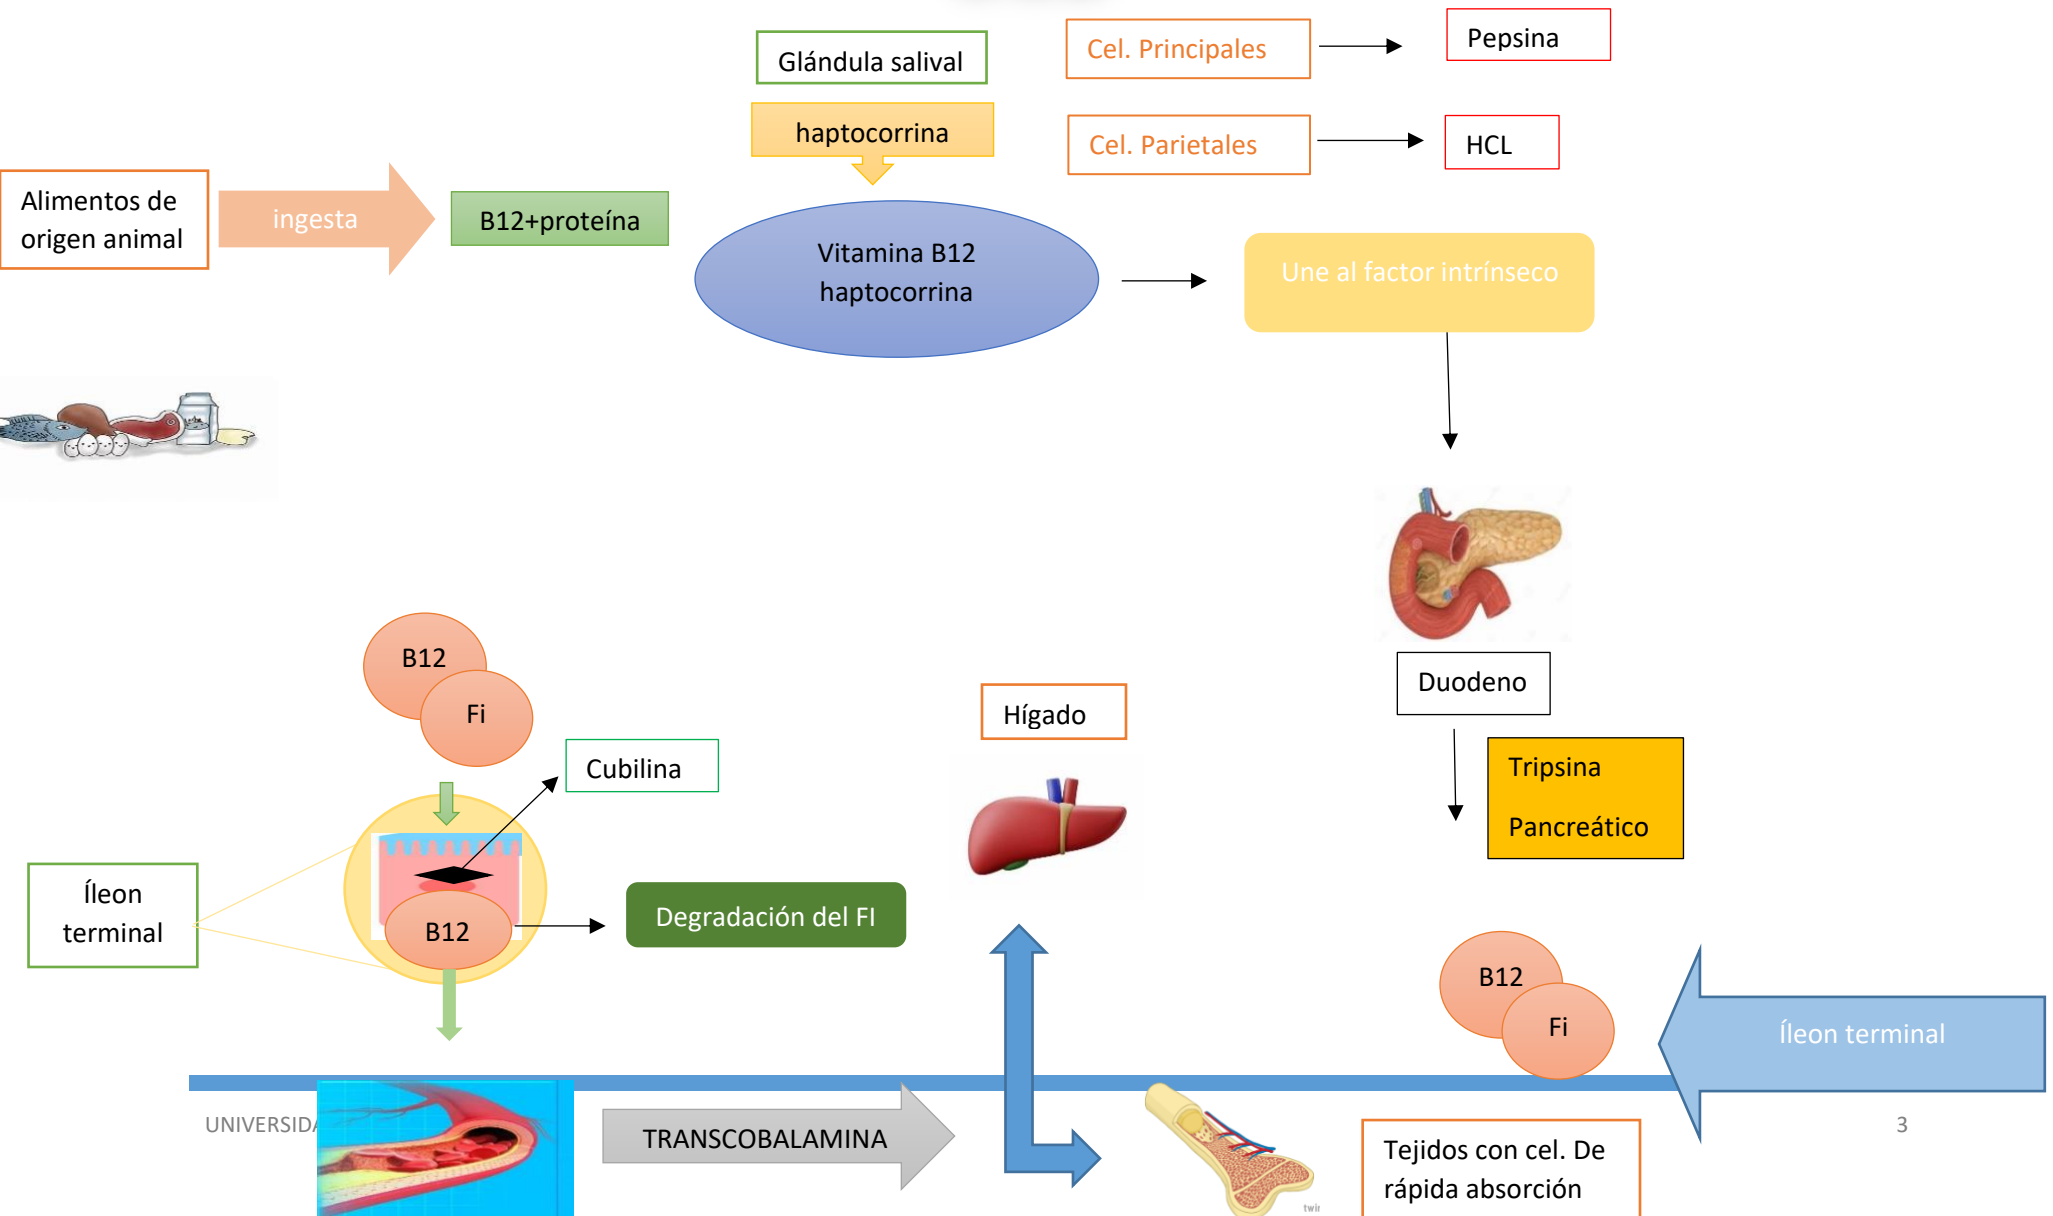 Glándula salival
Cel. Principales
Pepsina
haptocorrina
Cel. Parietales
HCL
Alimentos de
origen animal
ingesta
B12+proteína
Vitamina B12
haptocorrina
Une al factor intrínseco
B12
Fi
Cubilina
Hígado
Duodeno
Tripsina
Pancreático
Íleon
terminal
B12
Degradación del FI
B12
Fi
Íleon terminal
TRANSCOBALAMINA
Tejidos con cel. De
rápida absorción
3